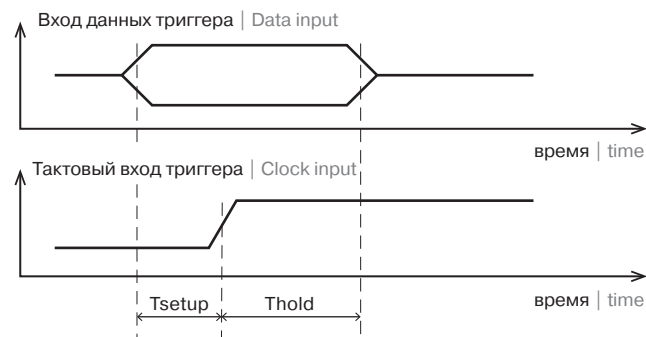 Вход данных триггера | Data input
время | time
Тактовый вход триггера | Clock input
Tsetup Thold
время | time